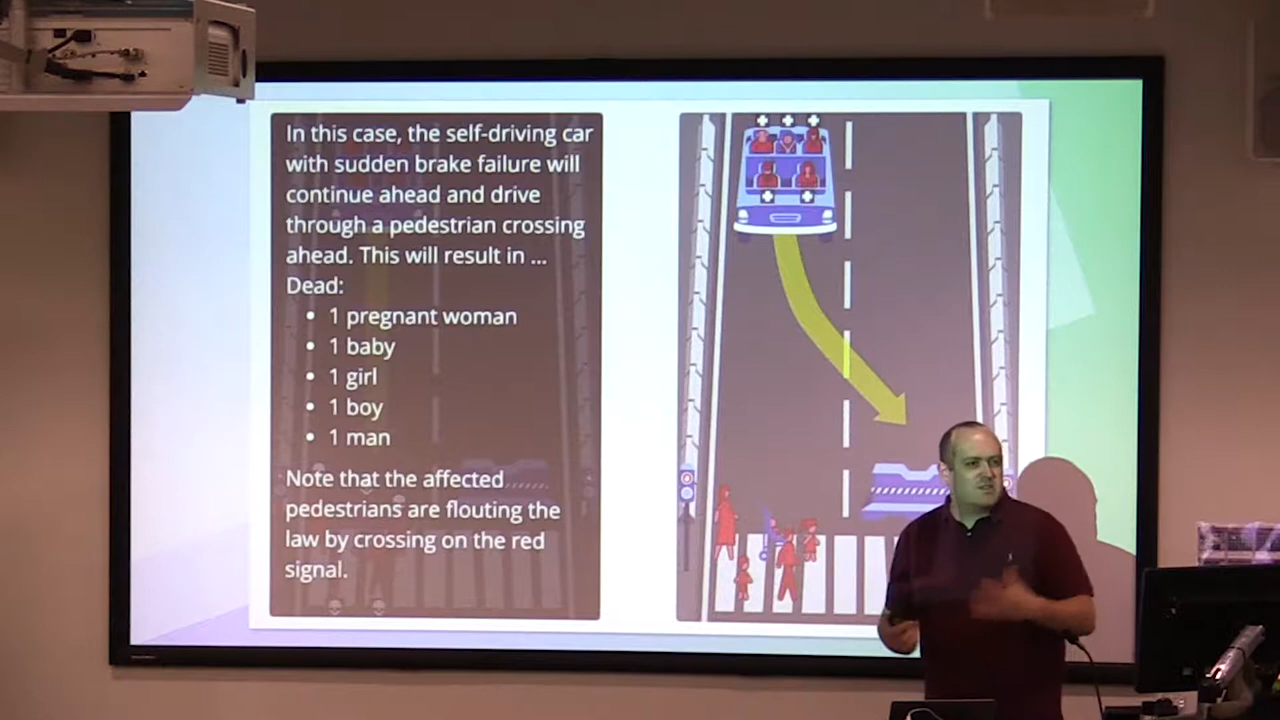 In this case, the self-driving car
with sudden brake failure will
continue ahead and drive
through a pedestrian crossing
ahead. This will result in ...
Dead:
• 1 pregnant woman
• 1 baby
• 1 girl
• 1 boy
• 1 man
Note that the affected
pedestrians are flouting the
law by crossing on the red
signal.